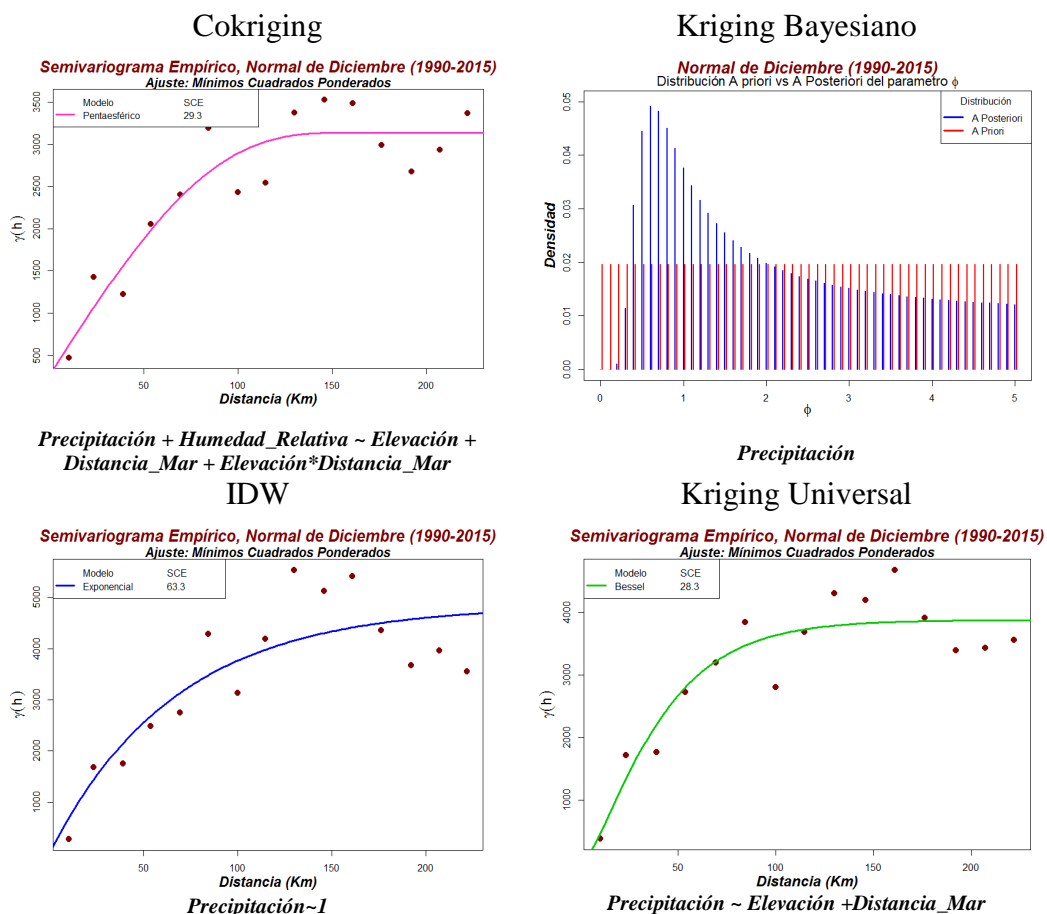 Cokriging
Semivariograma Empírico, Normal de Diciembre (1990-2015)
Ajuste: Mínimos Cuadrados Ponderados
Modelo SCE
Pentaesférico 29.3
γ(h)
500 1000 1500 2000 2500 3000 3500
50 100 150 200
Distancia (Km)
Precipitación + Humedad_Relativa ~ Elevación +
Distancia_Mar + Elevación*Distancia_Mar
Kriging Bayesiano
Normal de Diciembre (1990-2015)
Distribución A priori vs A Posteriori del parametro ϕ
Distribución
A Posteriori
A Priori
Densidad
0.00 0.01 0.02 0.03 0.04 0.05
0 1 2 3 4 5
ϕ
Precipitación
IDW
Semivariograma Empírico, Normal de Diciembre (1990-2015)
Ajuste: Mínimos Cuadrados Ponderados
Modelo SCE
Exponencial 63.3
γ(h)
1000 2000 3000 4000 5000
50 100 150 200
Distancia (Km)
Precipitación~1
Kriging Universal
Semivariograma Empírico, Normal de Diciembre (1990-2015)
Ajuste: Mínimos Cuadrados Ponderados
Modelo SCE
Bessel 28.3
γ(h)
1000 2000 3000 4000
50 100 150 200
Distancia (Km)
Precipitación ~ Elevación +Distancia_Mar